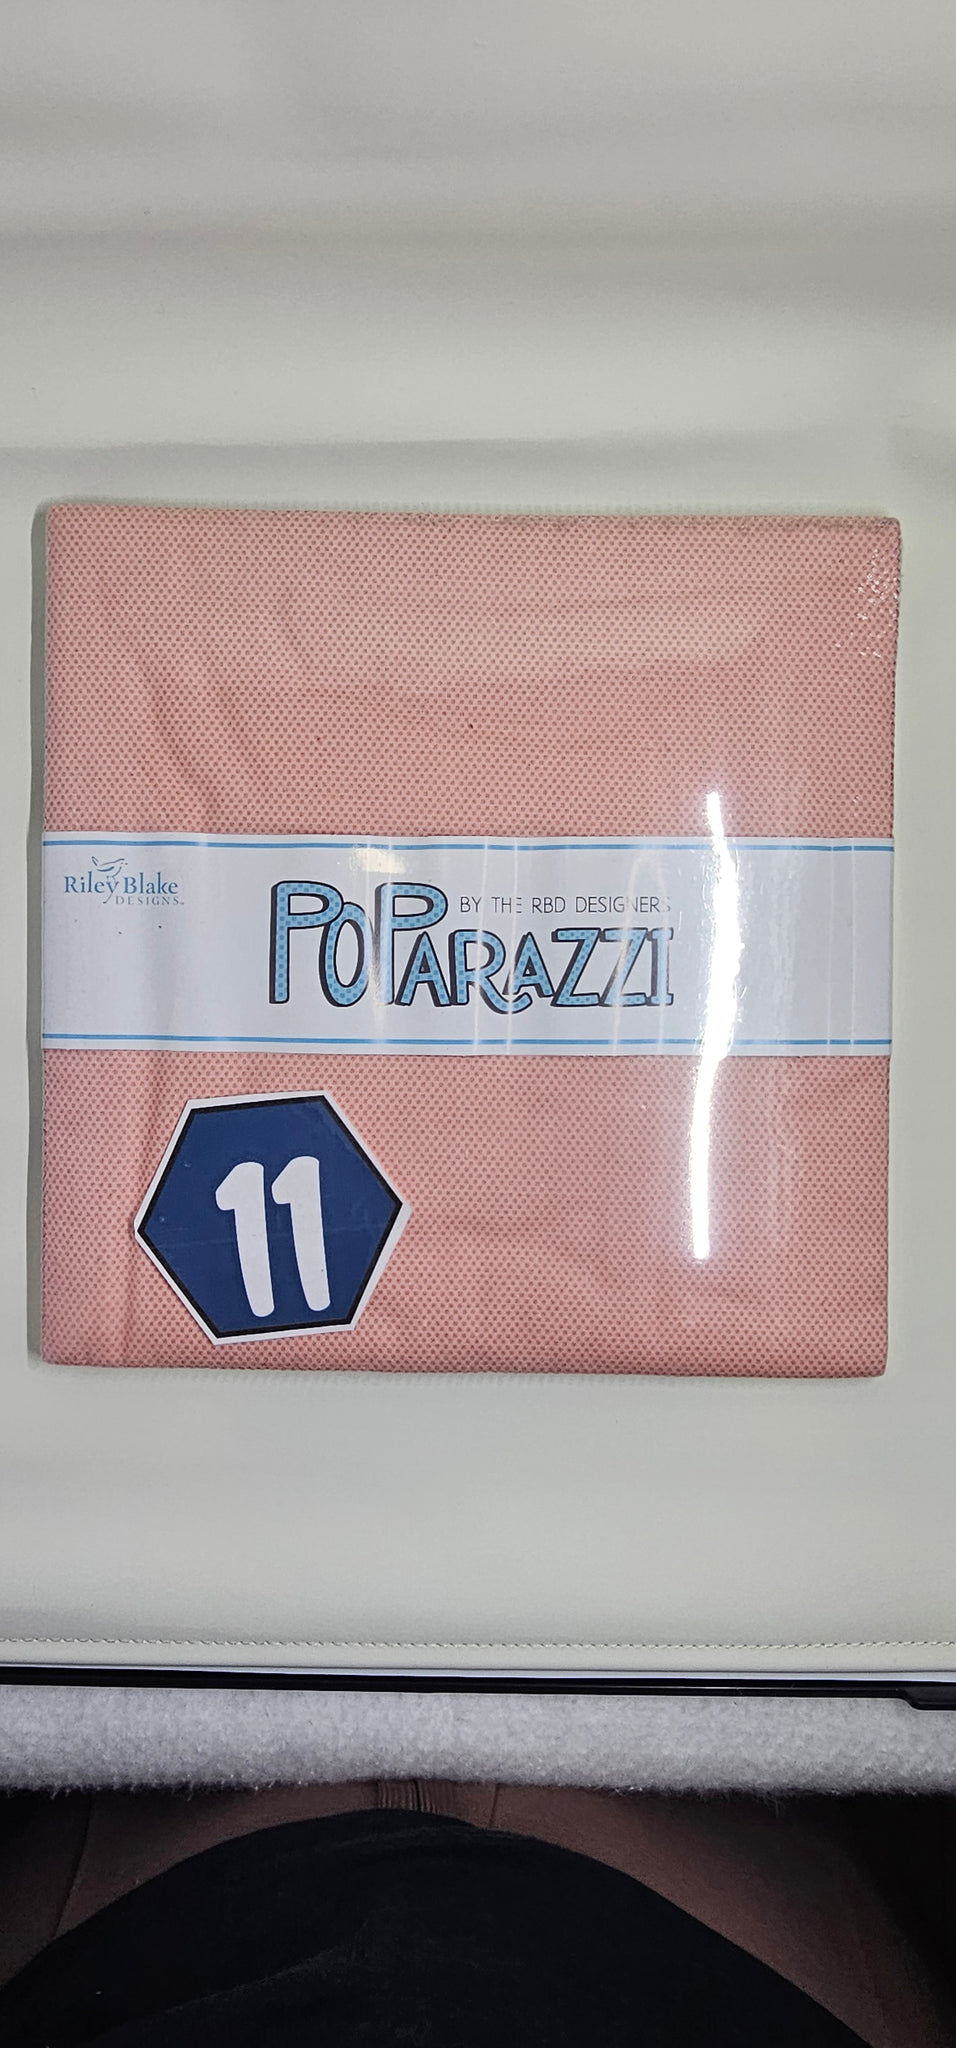 Riley Blake
DESIGNS
POPARAZZI
BY THE RBD DESIGNERS
11